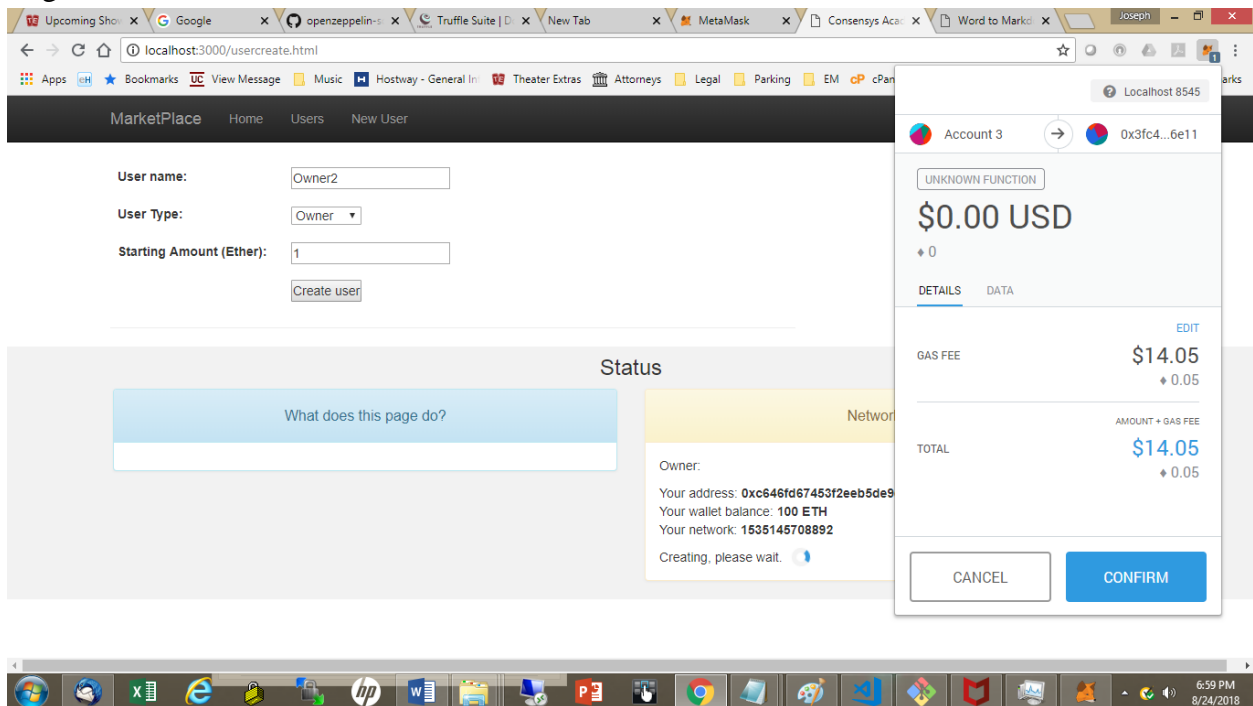 Upcoming Shov
Google
openzeppelin-s
Truffle Suite | D
New Tab
MetaMask
Consensys Acad
Word to Markd
Joseph
localhost:3000/usercreate.html
1
Apps
Bookmarks
UC View Message
Music
H Hostway - General In
Theater Extras
Attorneys
Legal
Parking
EM
cP cPan
arks
MarketPlace Home Users New User
User name: Owner2
User Type: Owner
Starting Amount (Ether): 1
Create user
Status
What does this page do?
Networ
Owner:
Your address: 0xc646fd67453f2eeb5de9
Your wallet balance: 100 ETH
Your network: 1535145708892
Creating, please wait.
Localhost 8545
Account 3
0x3fc4...6e11
UNKNOWN FUNCTION
$0.00 USD
0
DETAILS DATA
EDIT
GAS FEE $14.05
0.05
AMOUNT + GAS FEE
TOTAL $14.05
0.05
CANCEL CONFIRM
6:59 PM
8/24/2018